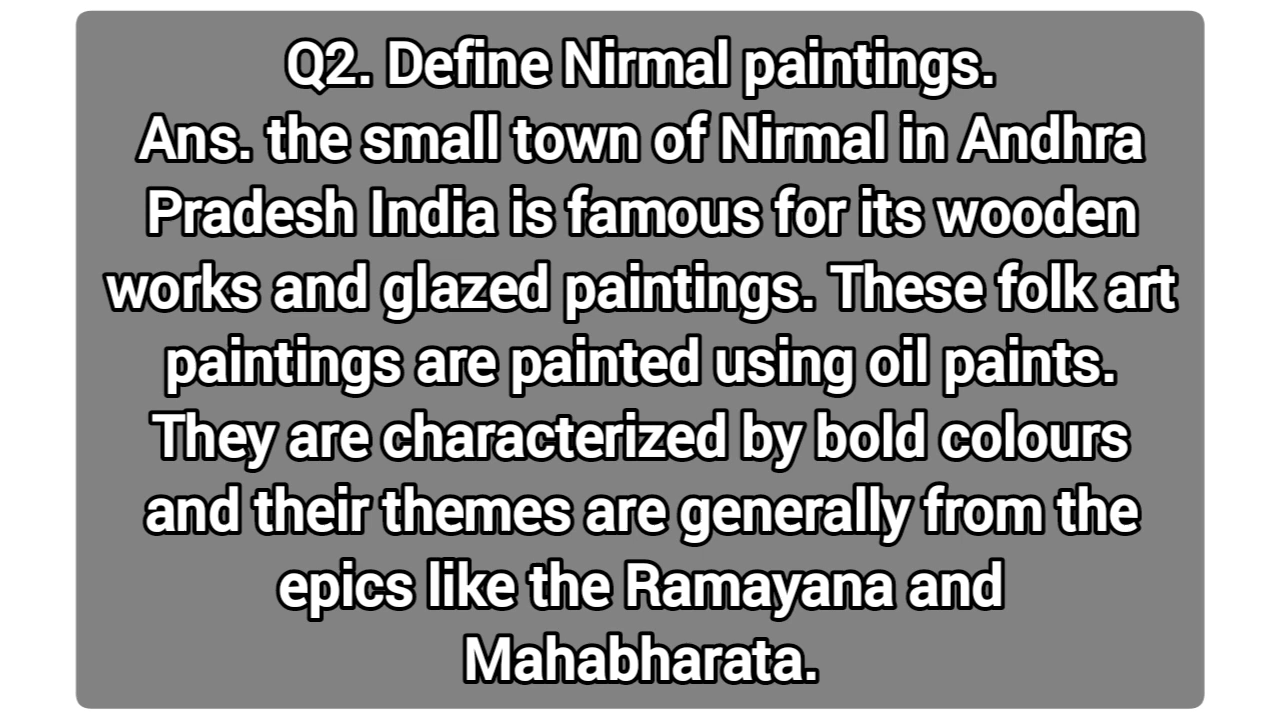 Q2. Define Nirmal paintings.
Ans. the small town of Nirmal in Andhra
Pradesh India is famous for its wooden
works and glazed paintings. These folk art
paintings are painted using oil paints.
They are characterized by bold colours
and their themes are generally from the
epics like the Ramayana and
Mahabharata.